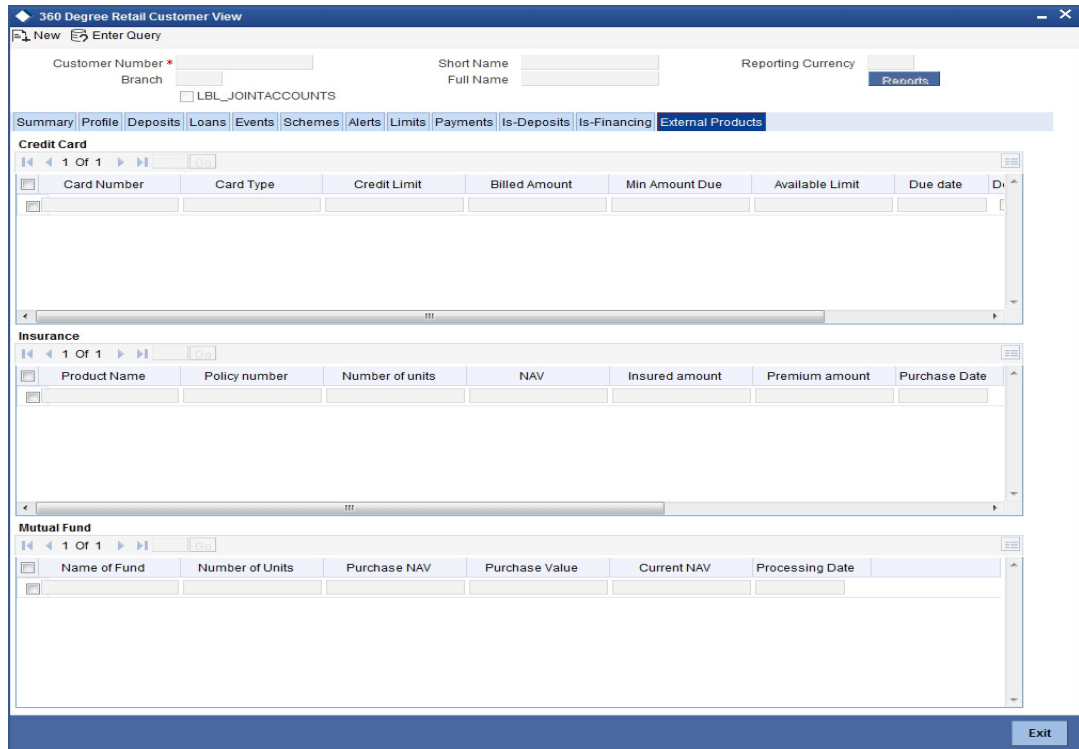 360 Degree Retail Customer View
New Enter Query
Customer Number * Short Name Reporting Currency
Branch Full Name Reports
LBL_JOINTACCOUNTS
Summary Profile Deposits Loans Events Schemes Alerts Limits Payments Is-Deposits Is-Financing External Products
Credit Card
1 Of 1 Go
Card Number Card Type Credit Limit Billed Amount Min Amount Due Available Limit Due date
Insurance
1 Of 1 Go
Product Name Policy number Number of units NAV Insured amount Premium amount Purchase Date
Mutual Fund
1 Of 1 Go
Name of Fund Number of Units Purchase NAV Purchase Value Current NAV Processing Date
Exit